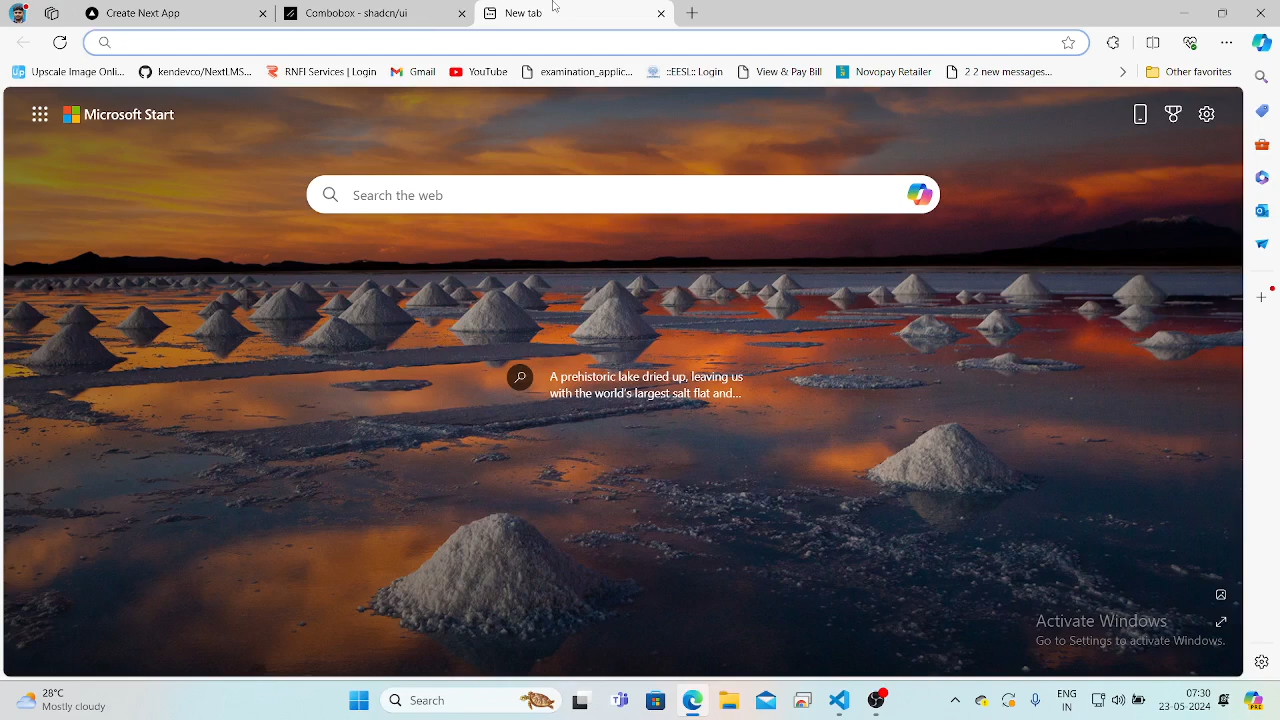 Create Next App
Combobox - shadcn/ui
New tab
Upscale Image Onli...
kendacro/NestLMS...
RNFI Services | Login
Gmail
YouTube
examination_applic...
::EESL:: Login
View & Pay Bill
Novopay Retailer
2 2 new messages...
Other favorites
Microsoft Start
Search the web
A prehistoric lake dried up, leaving us
with the world's largest salt flat and...
Activate Windows
Go to Settings to activate Windows.
28°C
Mostly cloudy
Search
ENG
IN
07:30
23-05-2024